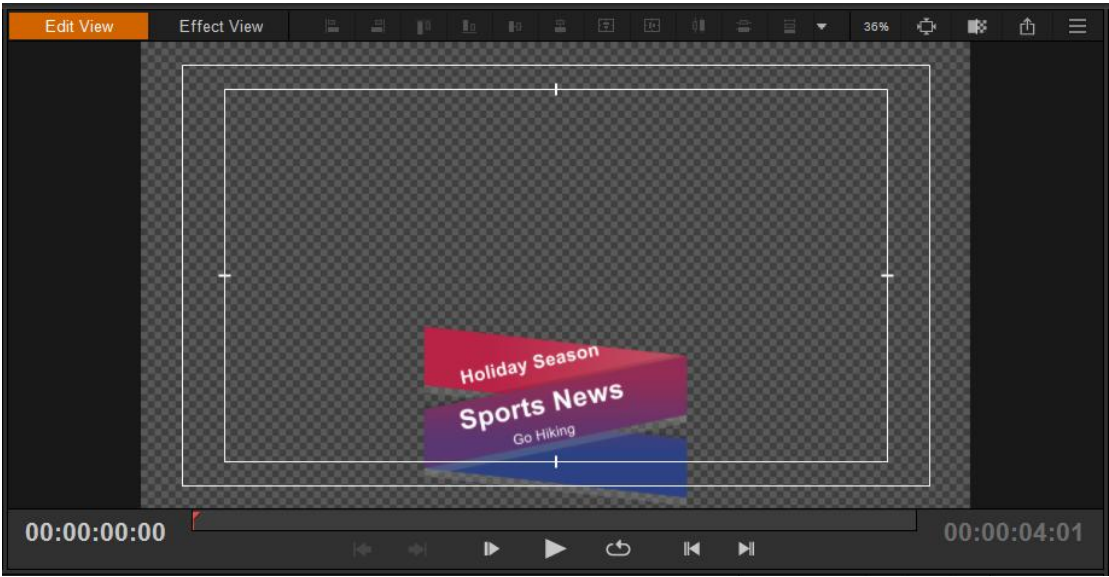 Edit View
Effect View
36%
Holiday Season
Sports News
Go Hiking
00:00:00:00
00:00:04:01